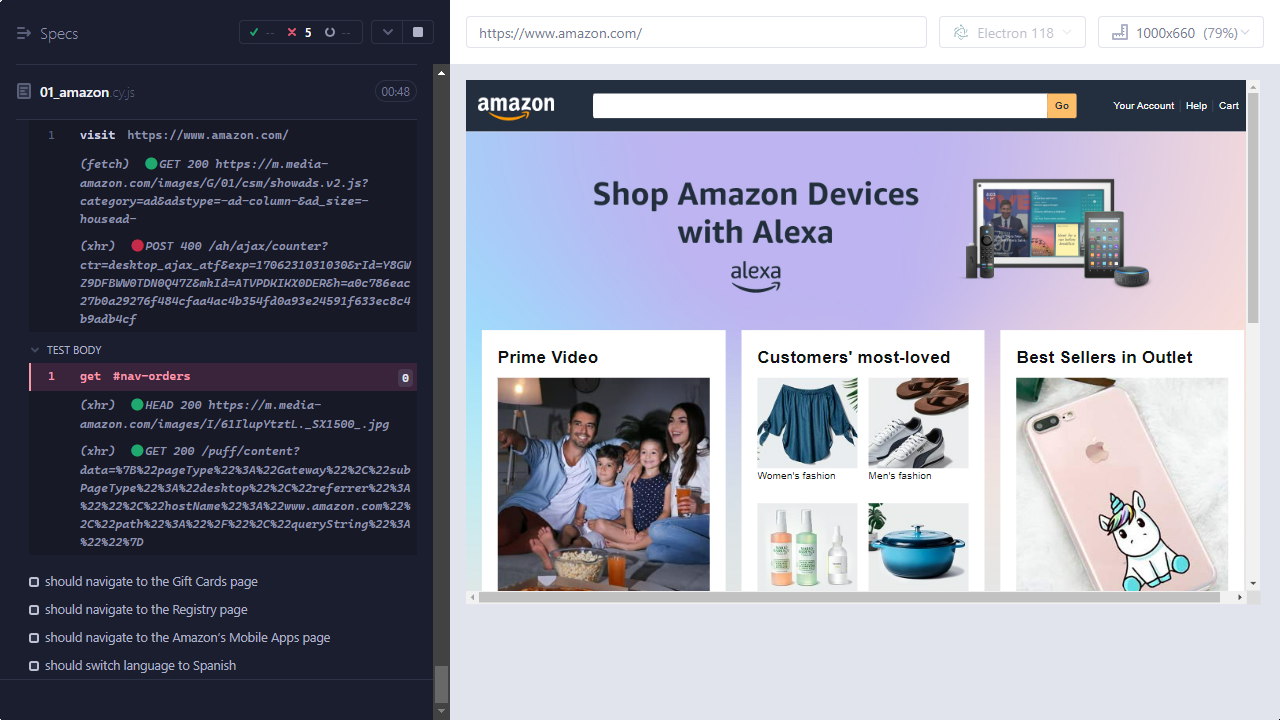 Specs
-- 5 --
01_amazon.cy.js
00:48
1 visit https://www.amazon.com/
(fetch) GET 200 https://m.media-
amazon.com/images/G/01/csm/showads.v2.js?
category=ad&adstype=-ad-column-&ad_size=-
housead-
(xhr) POST 400 /ah/ajax/counter?
ctr=desktop_ajax_atf&exp=1706231031030&rId=Y8GW
Z9DFBWW0TDN0Q47Z&mkId=ATVPDKIKX0DER&h=a0c786eac
27b0a29276f484cfaa4ac4b354fd0a93e24591f633ec8c4
b9adb4cf
TEST BODY
1 get #nav-orders 0
(xhr) HEAD 200 https://m.media-
amazon.com/images/I/61IlupYtztL._SX1500_.jpg
(xhr) GET 200 /puff/content?
data=%7B%22pageType%22%3A%22Gateway%22%2C%22sub
PageType%22%3A%22desktop%22%2C%22referrer%22%3A
%22%22%2C%22hostName%22%3A%22www.amazon.com%22%
2C%22path%22%3A%22%2F%22%2C%22queryString%22%3A
%22%22%7D
should navigate to the Gift Cards page
should navigate to the Registry page
should navigate to the Amazon's Mobile Apps page
should switch language to Spanish
https://www.amazon.com/
Electron 118
1000x660 (79%)
amazon
Go
Your Account | Help | Cart
Shop Amazon Devices
with Alexa
alexa
Prime Video
Customers' most-loved
Women's fashion
Men's fashion
Best Sellers in Outlet